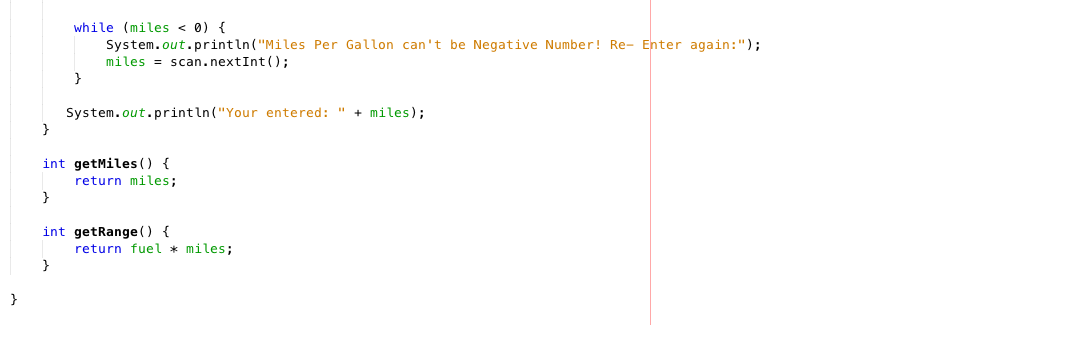 while (miles < 0) {
System.out.println("Miles Per Gallon can't be Negative Number! Re- Enter again:");
miles = scan.nextInt();
}
System.out.println("Your entered: " + miles);
}
int getMiles() {
return miles;
}
int getRange() {
return fuel * miles;
}
}